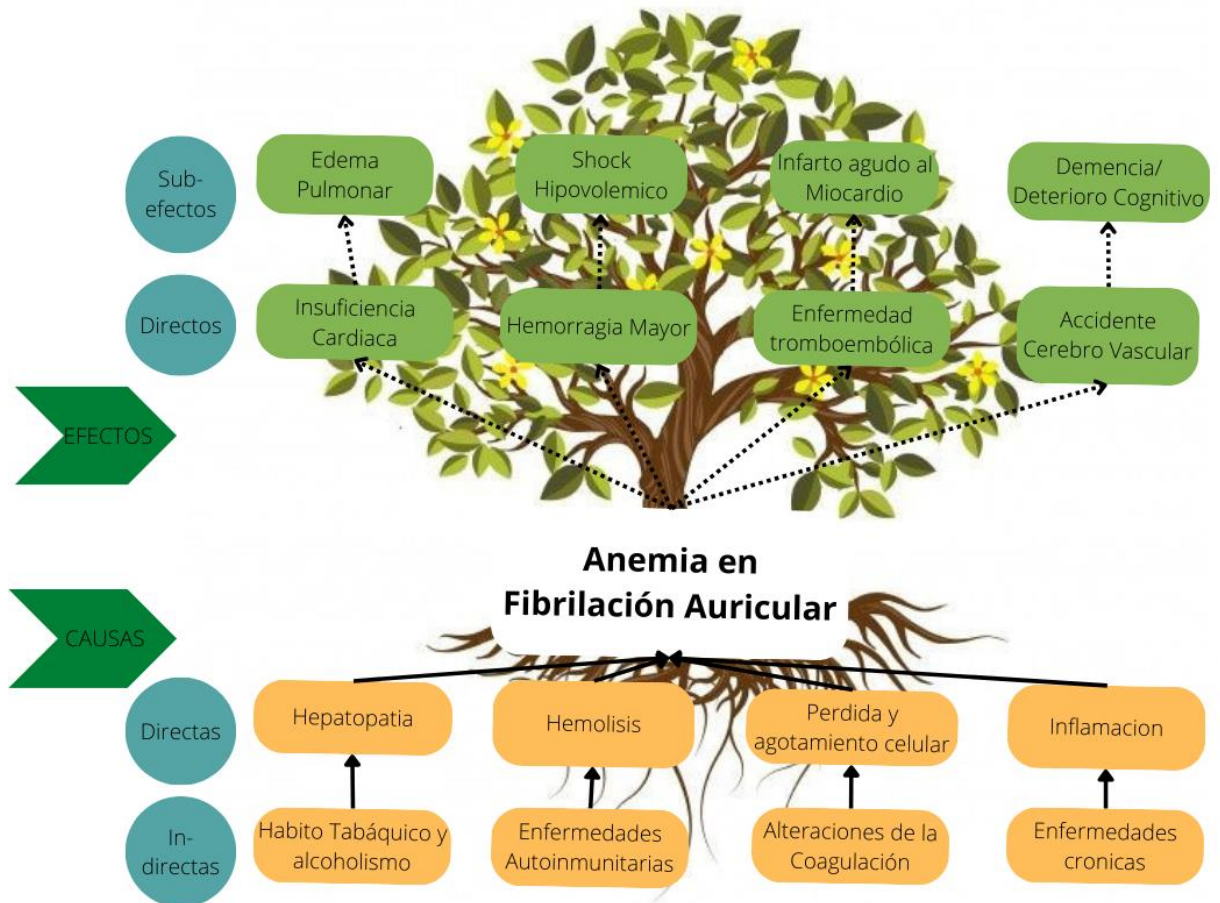 Sub-
efectos
Edema
Pulmonar
Shock
Hipovolemico
Infarto agudo al
Miocardio
Demencia/
Deterioro Cognitivo
Directos
Insuficiencia
Cardiaca
Hemorragia Mayor
Enfermedad
tromboembólica
Accidente
Cerebro Vascular
EFECTOS
Anemia en
Fibrilación Auricular
CAUSAS
Directas
Hepatopatia
Hemolisis
Perdida y
agotamiento celular
Inflamacion
In-
directas
Habito Tabáquico y
alcoholismo
Enfermedades
Autoinmunitarias
Alteraciones de la
Coagulación
Enfermedades
cronicas